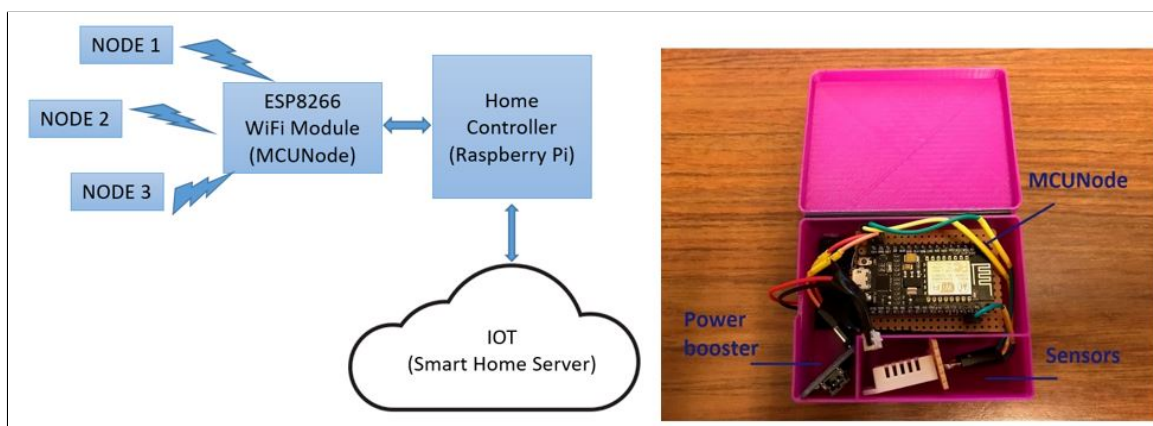 NODE 1
NODE 2
NODE 3
ESP8266
WiFi Module
(MCUNode)
Home
Controller
(Raspberry Pi)
IOT
(Smart Home Server)
MCUNode
Power
booster
Sensors